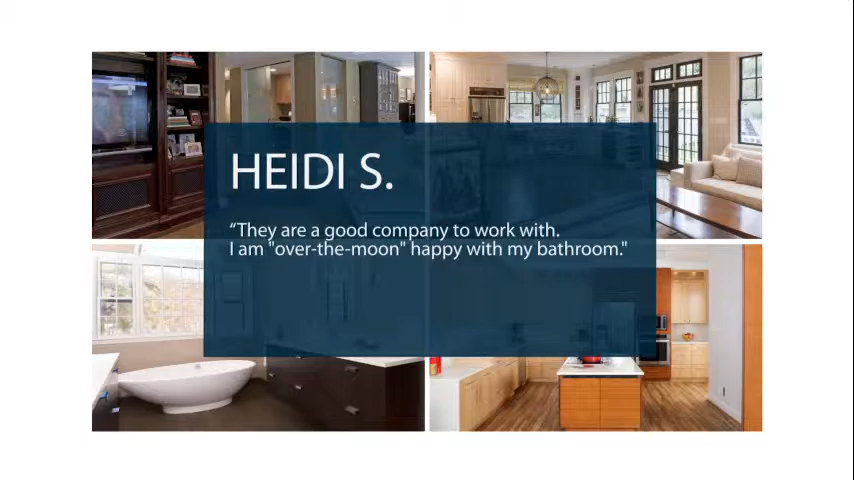 HEIDI S.
“They are a good company to work with.
I am "over-the-moon" happy with my bathroom."